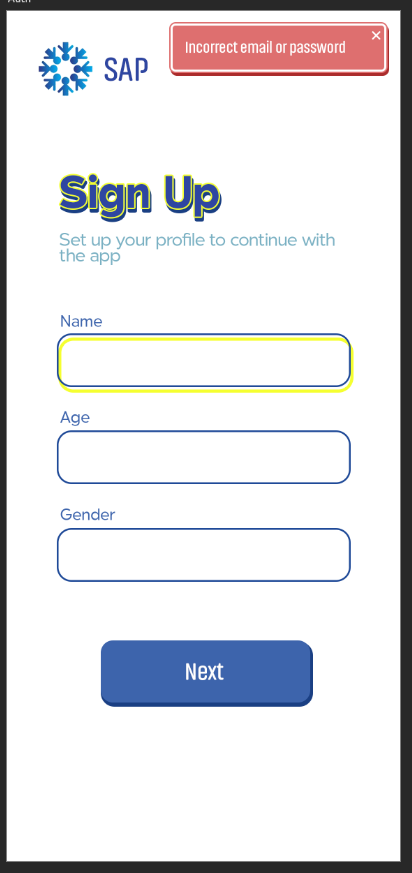 Auth
Incorrect email or password
×
SAP
Sign Up
Set up your profile to continue with
the app
Name
Age
Gender
Next